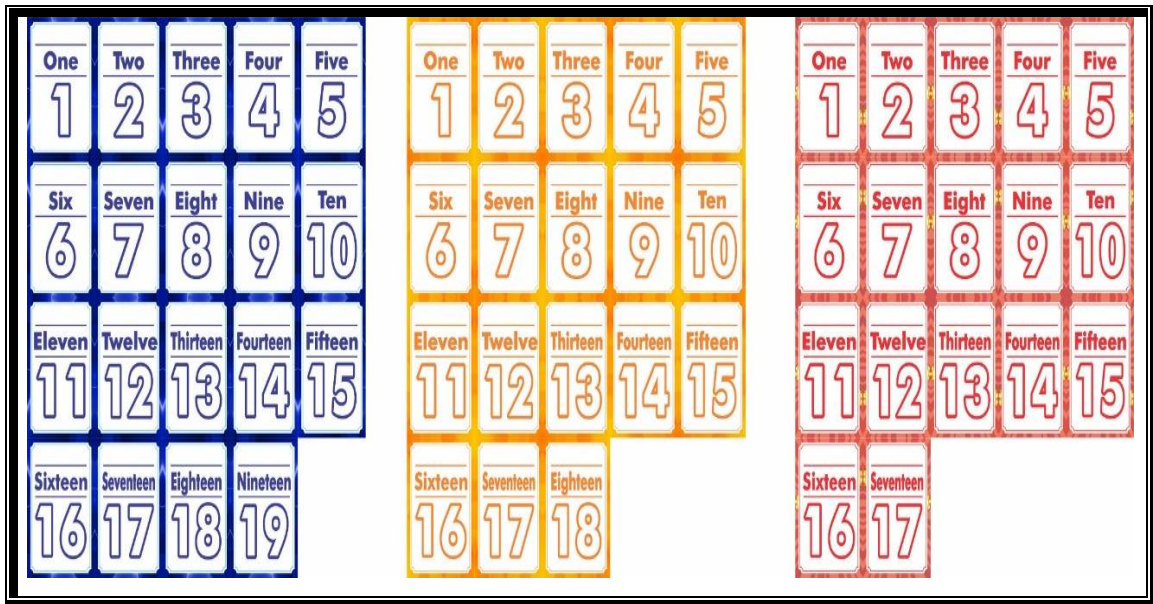 One Two Three Four Five One Two Three Four Five One Two Three Four Five
1 2 3 4 5 1 2 3 4 5 1 2 3 4 5
Six Seven Eight Nine Ten Six Seven Eight Nine Ten Six Seven Eight Nine Ten
6 7 8 9 10 6 7 8 9 10 6 7 8 9 10
Eleven Twelve Thirteen Fourteen Fifteen Eleven Twelve Thirteen Fourteen Fifteen Eleven Twelve Thirteen Fourteen Fifteen
11 12 13 14 15 11 12 13 14 15 11 12 13 14 15
Sixteen Seventeen Eighteen Nineteen Sixteen Seventeen Eighteen Sixteen Seventeen
16 17 18 19 16 17 18 16 17